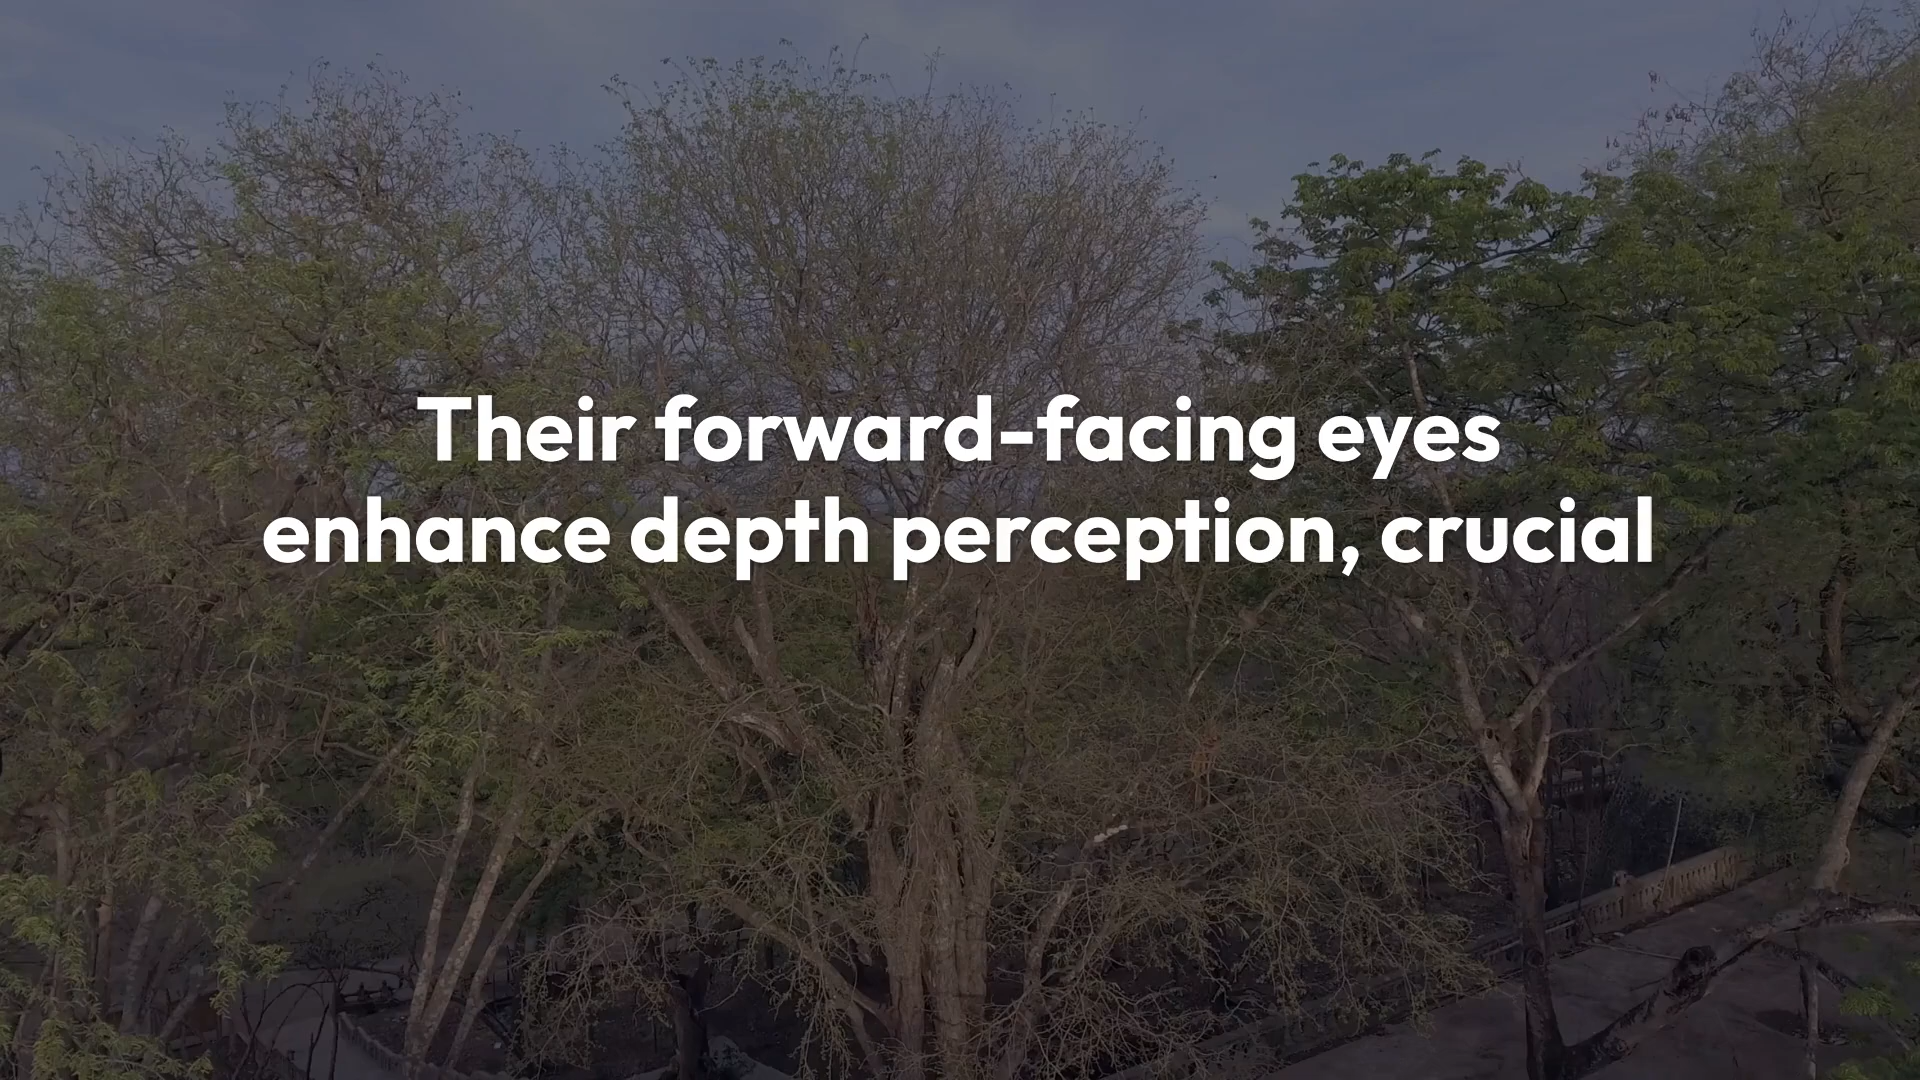 Their forward-facing eyes
enhance depth perception, crucial